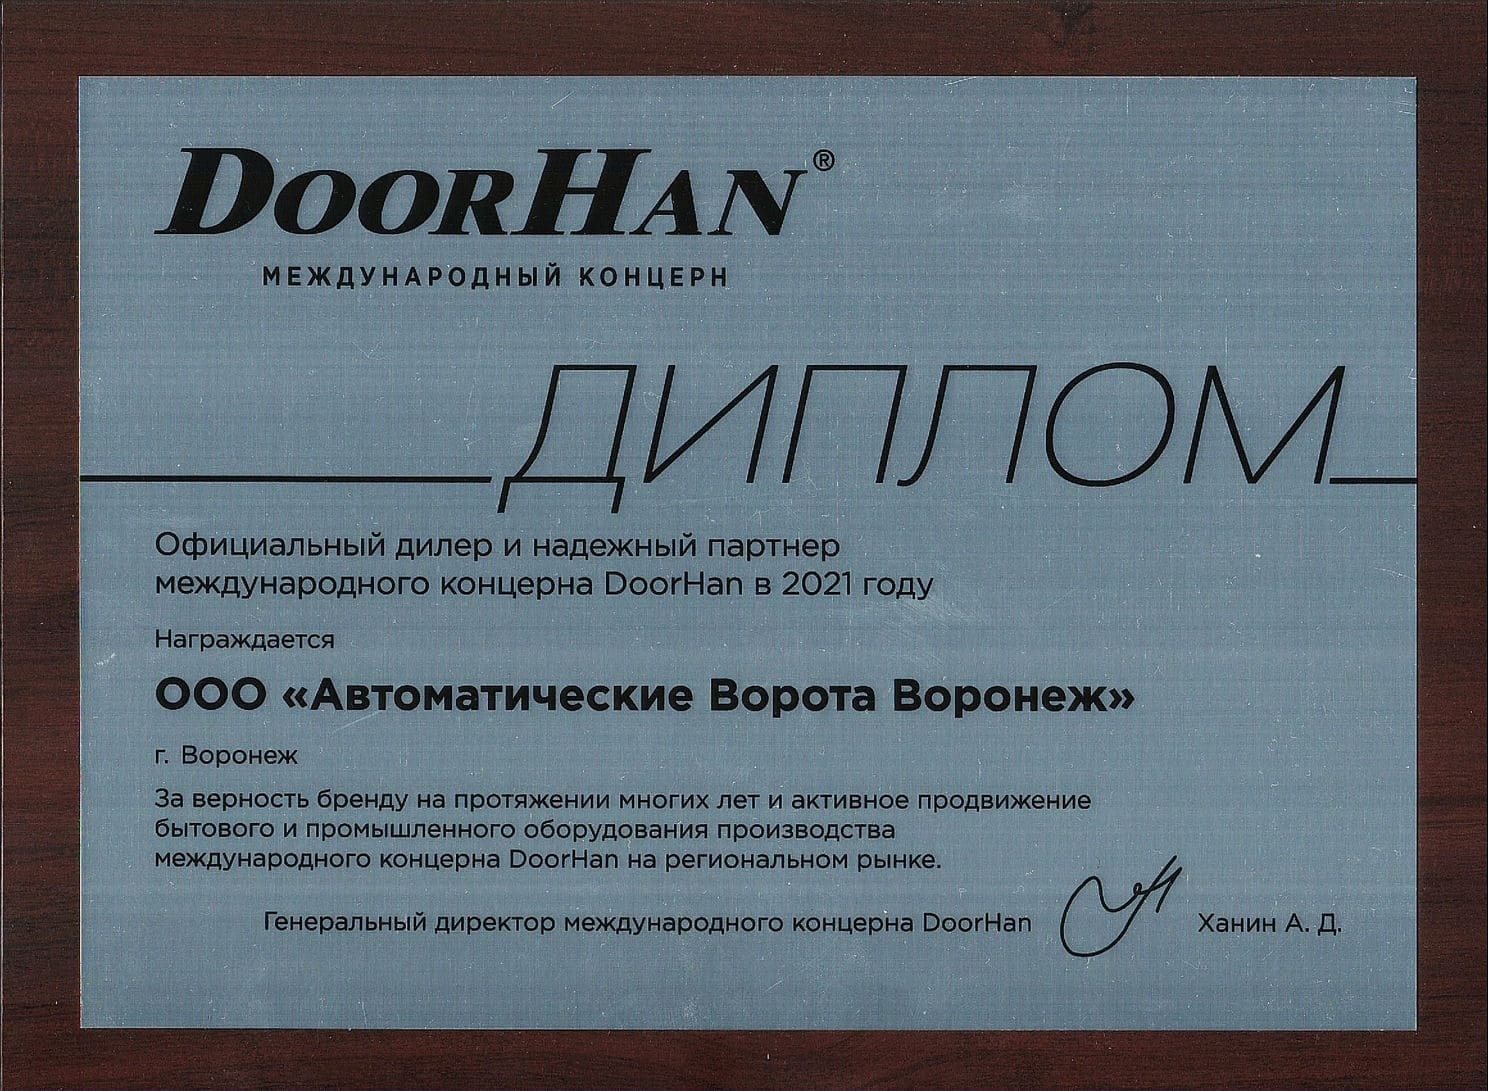 DOORHAN®
МЕЖДУНАРОДНЫЙ КОНЦЕРН
ДИПЛОМ
Официальный дилер и надежный партнер
международного концерна DoorHan в 2021 году
Награждается
ООО «Автоматические Ворота Воронеж»
г. Воронеж
За верность бренду на протяжении многих лет и активное продвижение
бытового и промышленного оборудования производства
международного концерна DoorHan на региональном рынке.
Генеральный директор международного концерна DoorHan Ханин А. Д.